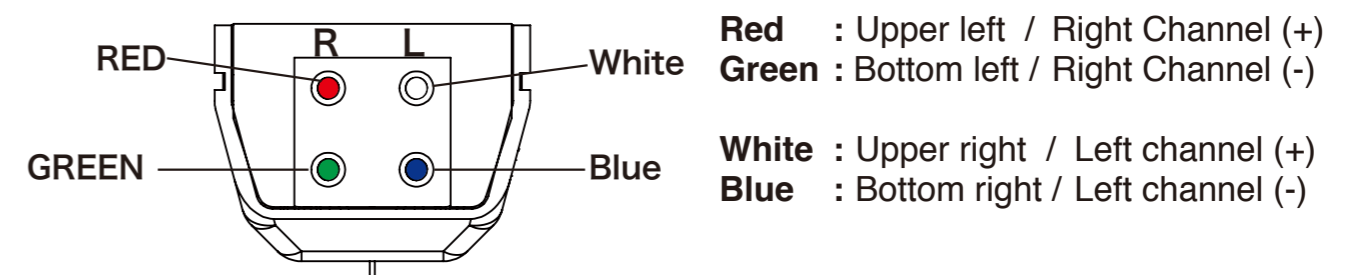 R L
RED
White
GREEN
Blue
Red : Upper left / Right Channel (+)
Green : Bottom left / Right Channel (-)
White : Upper right / Left channel (+)
Blue : Bottom right / Left channel (-)